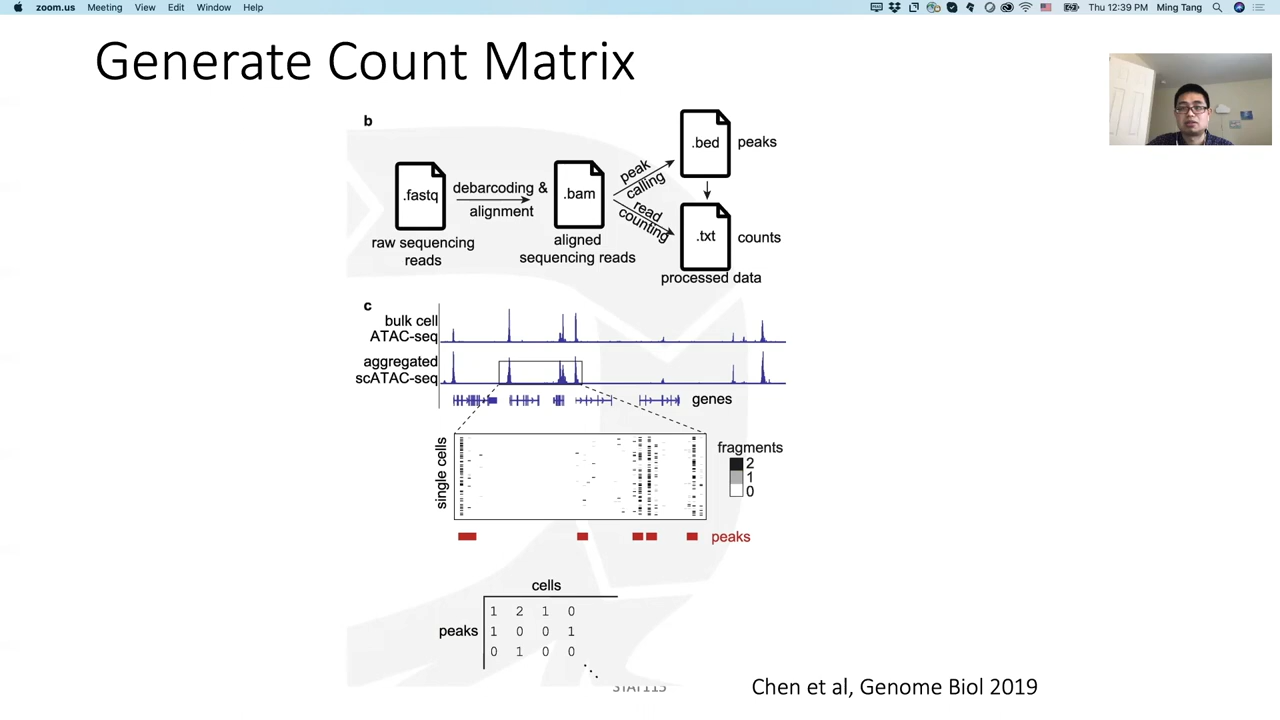 zoom.us Meeting View Edit Window Help
Thu 12:39 PM Ming Tang
Generate Count Matrix
b
.fastq
raw sequencing
reads
debarcoding &
alignment
.bam
aligned
sequencing reads
peak
calling
read
counting
.bed
peaks
.txt
counts
processed data
c
bulk cell
ATAC-seq
aggregated
scATAC-seq
genes
single cells
fragments
2
1
0
peaks
cells
peaks
1 2 1 0
1 0 0 1
0 1 0 0
STAT115
Chen et al, Genome Biol 2019